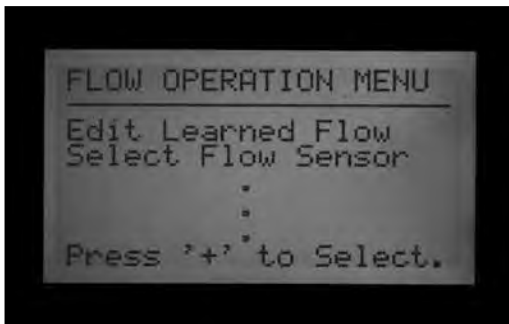 FLOW OPERATION MENU
Edit Learned Flow
Select Flow Sensor
.
.
.
Press '+' to Select.